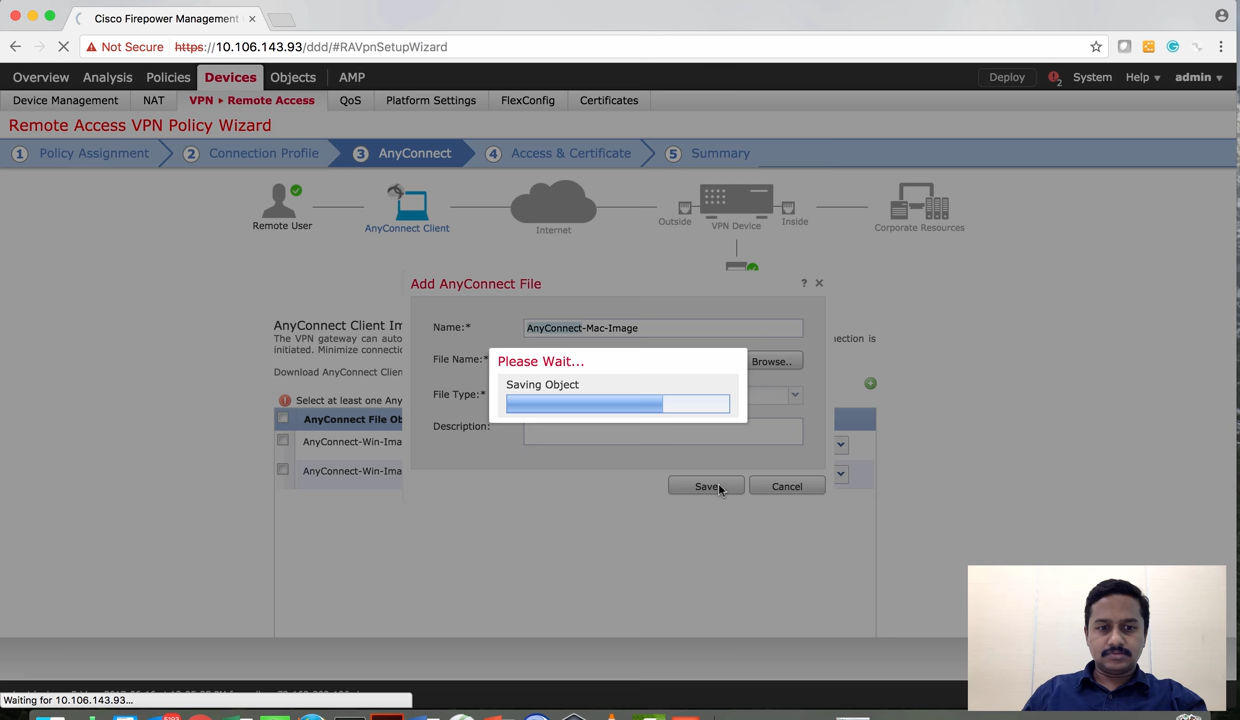 Cisco Firepower Management
Not Secure https://10.106.143.93/ddd/#RAVpnSetupWizard
Overview Analysis Policies Devices Objects AMP Deploy 2 System Help admin
Device Management NAT VPN ▸ Remote Access QoS Platform Settings FlexConfig Certificates
Remote Access VPN Policy Wizard
1 Policy Assignment 2 Connection Profile 3 AnyConnect 4 Access & Certificate 5 Summary
Remote User AnyConnect Client Internet Outside VPN Device Inside Corporate Resources
Add AnyConnect File ?
AnyConnect Client Im
Name:* AnyConnect-Mac-Image
The VPN gateway can auto ection is
initiated. Minimize connectio
File Name:* Browse..
Please Wait...
Saving Object
Download AnyConnect Clien
File Type:*
Select at least one Any
AnyConnect File Ob
Description:
AnyConnect-Win-Ima
AnyConnect-Win-Ima
Save Cancel
Waiting for 10.106.143.93...
5193